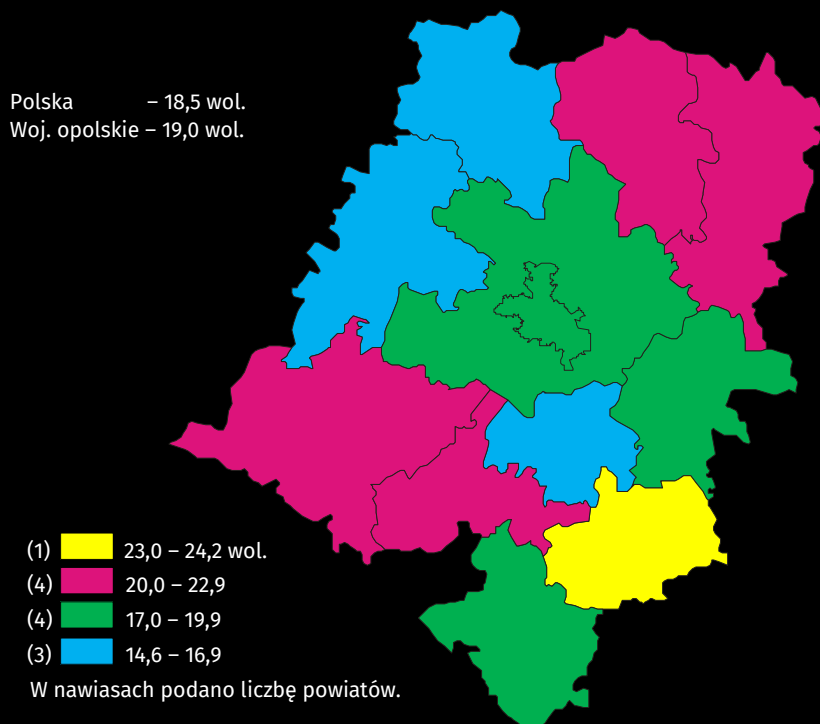 Polska – 18,5 wol.
Woj. opolskie – 19,0 wol.
(1) 23,0 – 24,2 wol.
(4) 20,0 – 22,9
(4) 17,0 – 19,9
(3) 14,6 – 16,9
W nawiasach podano liczbę powiatów.